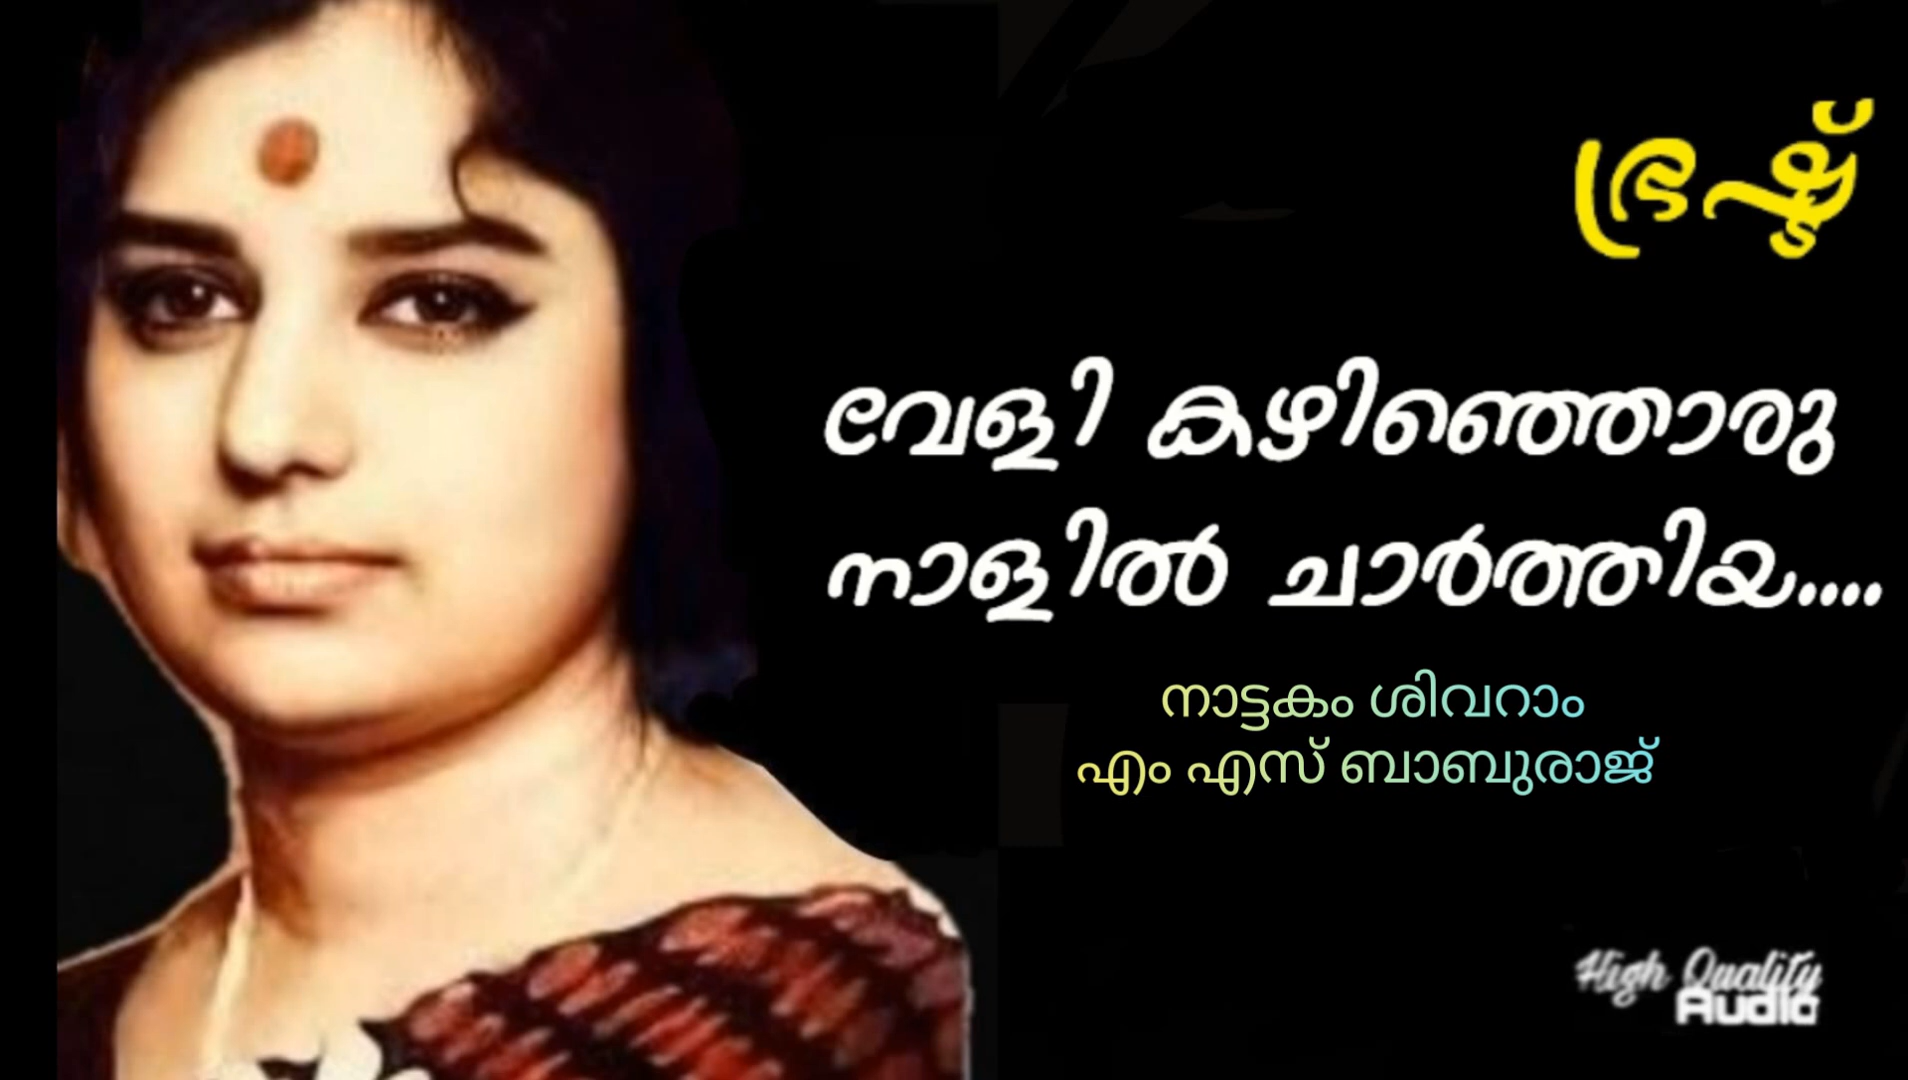 ഭ്രഷ്ട്
വേളി കഴിഞ്ഞൊരു
നാളിൽ ചാർത്തിയ....
നാട്ടകം ശിവറാം
എം എസ് ബാബുരാജ്
High Quality
Audio